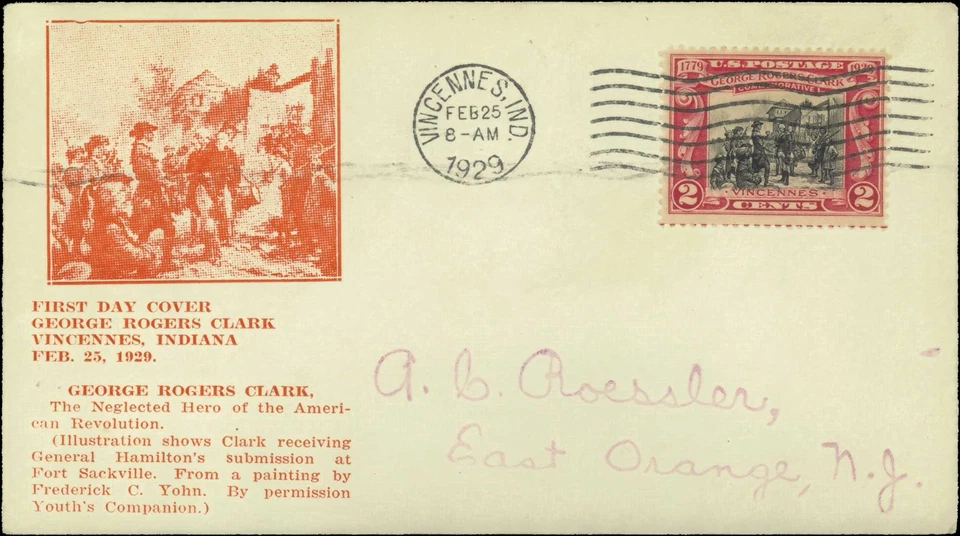 VINCENNES, IND.
FEB 25
8-AM
1929
1779 U.S. POSTAGE 1929
GEORGE ROGERS CLARK
VINCENNES
2 CENTS 2
FIRST DAY COVER
GEORGE ROGERS CLARK
VINCENNES, INDIANA
FEB. 25, 1929.
GEORGE ROGERS CLARK,
The Neglected Hero of the Ameri-
can Revolution.
(Illustration shows Clark receiving
General Hamilton's submission at
Fort Sackville. From a painting by
Frederick C. Yohn. By permission
Youth's Companion.)
A. C. Roessler,
East Orange, N.J.